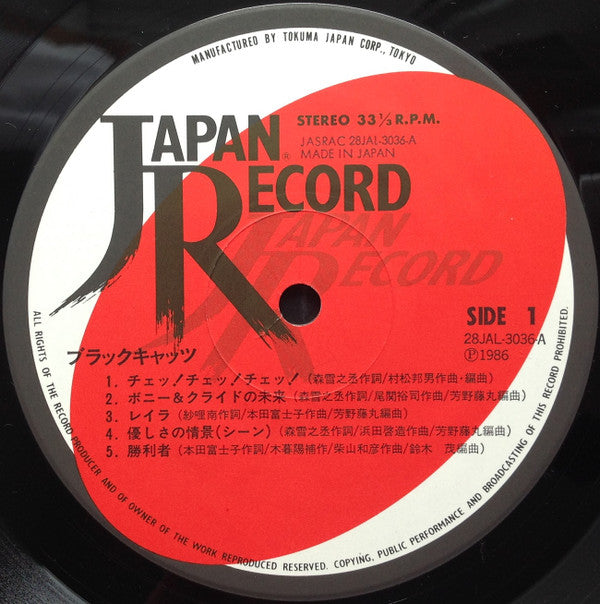 MANUFACTURED BY TOKUMA JAPAN CORP., TOKYO
JAPAN RECORD®
STEREO 33 ⅓ R.P.M.
JASRAC 28JAL-3036-A
MADE IN JAPAN
JAPAN RECORD
SIDE 1
28JAL-3036-A
Ⓟ1986
ブラックキャッツ
1. チェッ!チェッ!チェッ! (森雪之丞作詞/村松邦男作曲・編曲)
2. ボニー&クライドの未来 (森雪之丞作詞/尾関裕司作曲/芳野藤丸編曲)
3. レイラ (紗哩南作詞/本田富士子作曲/芳野藤丸編曲)
4. 優しさの情景(シーン) (森雪之丞作詞/浜田啓造作曲/芳野藤丸編曲)
5. 勝利者 (本田富士子作詞/木暮陽補作/柴山和彦作曲/鈴木 茂編曲)
ALL RIGHTS OF THE RECORD PRODUCER AND OF OWNER OF THE WORK REPRODUCED RESERVED. COPYING, PUBLIC PERFORMANCE AND BROADCASTING OF THIS RECORD PROHIBITED.